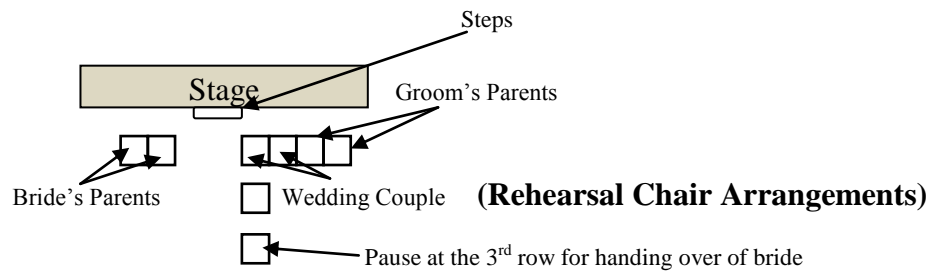 Steps
Stage
Groom’s Parents
Bride’s Parents
Wedding Couple
(Rehearsal Chair Arrangements)
Pause at the 3rd row for handing over of bride